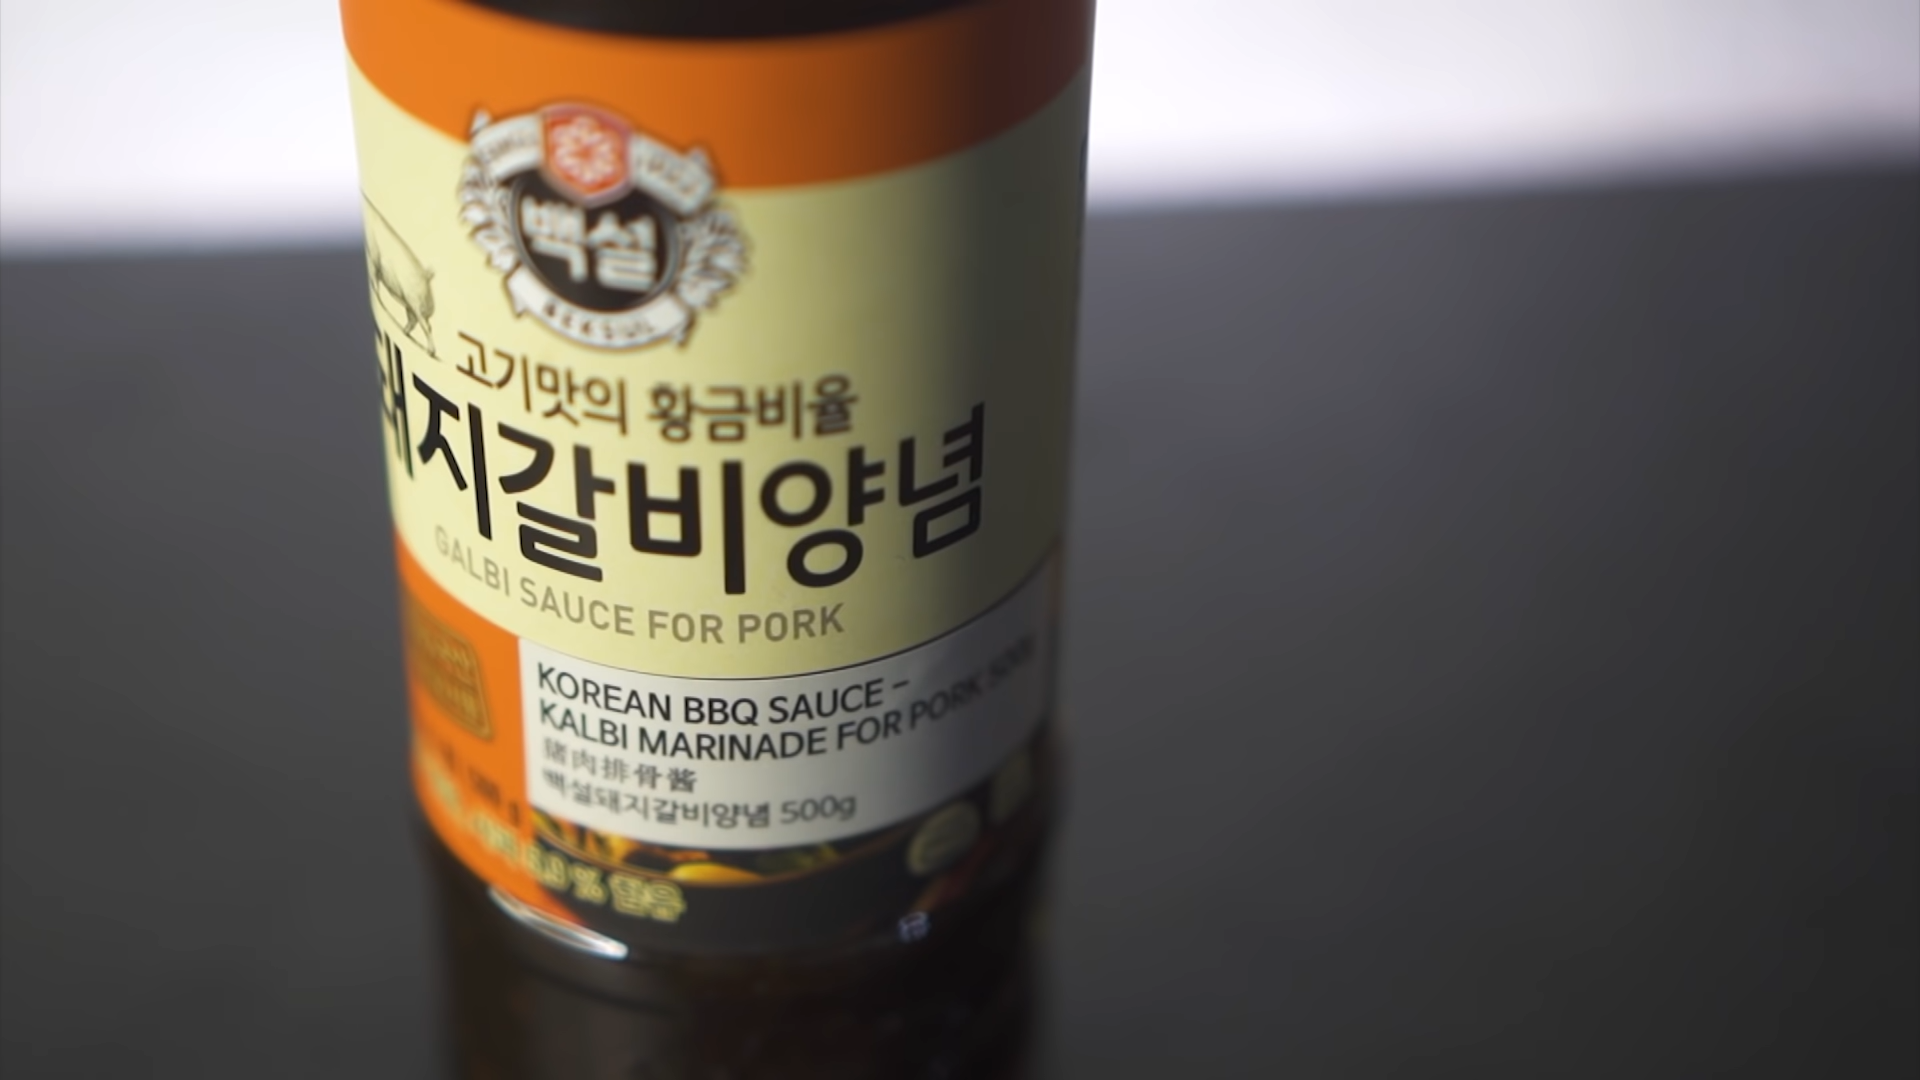 백설
BEKSUL
고기맛의 황금비율
돼지갈비양념
GALBI SAUCE FOR PORK
KOREAN BBQ SAUCE –
KALBI MARINADE FOR PORK 500g
猪肉排骨酱
백설돼지갈비양념 500g